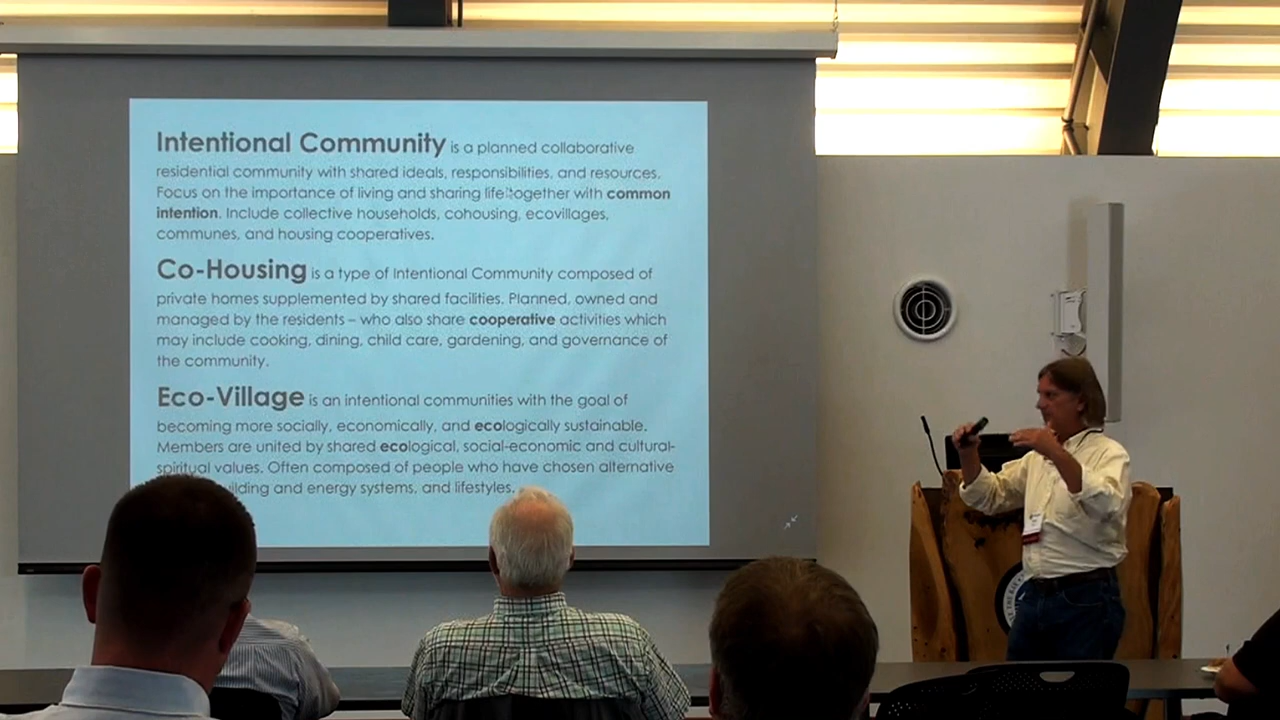 Intentional Community is a planned collaborative
residential community with shared ideals, responsibilities, and resources.
Focus on the importance of living and sharing life together with common
intention. Include collective households, cohousing, ecovillages,
communes, and housing cooperatives.
Co-Housing is a type of Intentional Community composed of
private homes supplemented by shared facilities. Planned, owned and
managed by the residents – who also share cooperative activities which
may include cooking, dining, child care, gardening, and governance of
the community.
Eco-Village is an intentional communities with the goal of
becoming more socially, economically, and ecologically sustainable.
Members are united by shared ecological, social-economic and cultural-
spiritual values. Often composed of people who have chosen alternative
and energy systems, and lifestyles.